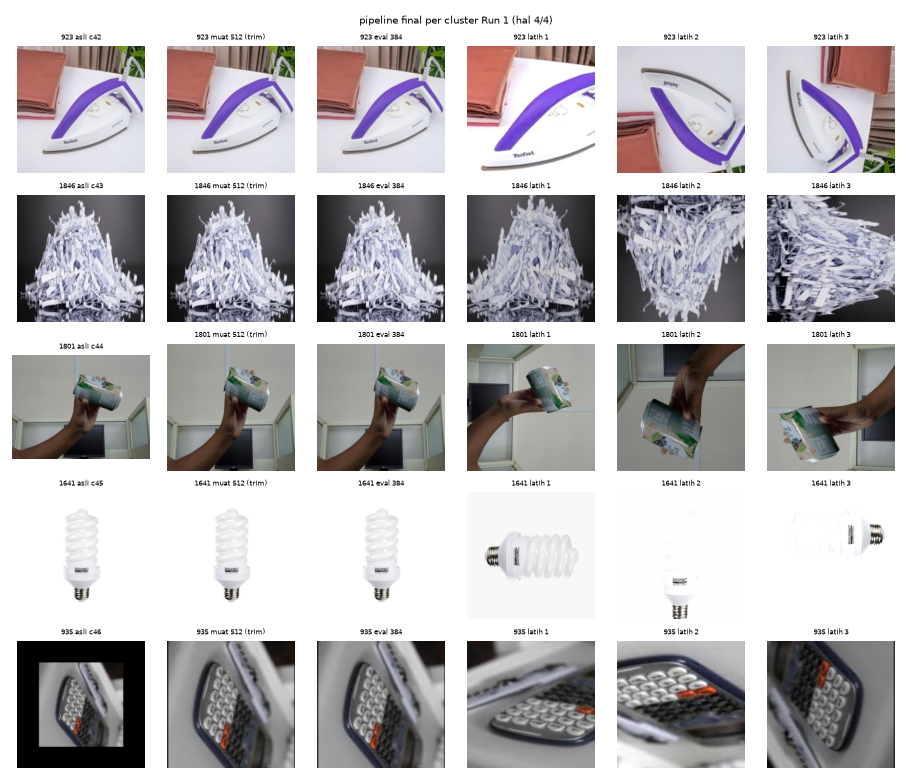 pipeline final per cluster Run 1 (hal 4/4)
923 asli c42
923 muat 512 (trim)
923 eval 384
923 latih 1
923 latih 2
923 latih 3
Tefal
Tefal
Tefal
Tefal
Tefal
1846 asli c43
1846 muat 512 (trim)
1846 eval 384
1846 latih 1
1846 latih 2
1846 latih 3
1801 asli c44
1801 muat 512 (trim)
1801 eval 384
1801 latih 1
1801 latih 2
1801 latih 3
1641 asli c45
1641 muat 512 (trim)
1641 eval 384
1641 latih 1
1641 latih 2
1641 latih 3
935 asli c46
935 muat 512 (trim)
935 eval 384
935 latih 1
935 latih 2
935 latih 3